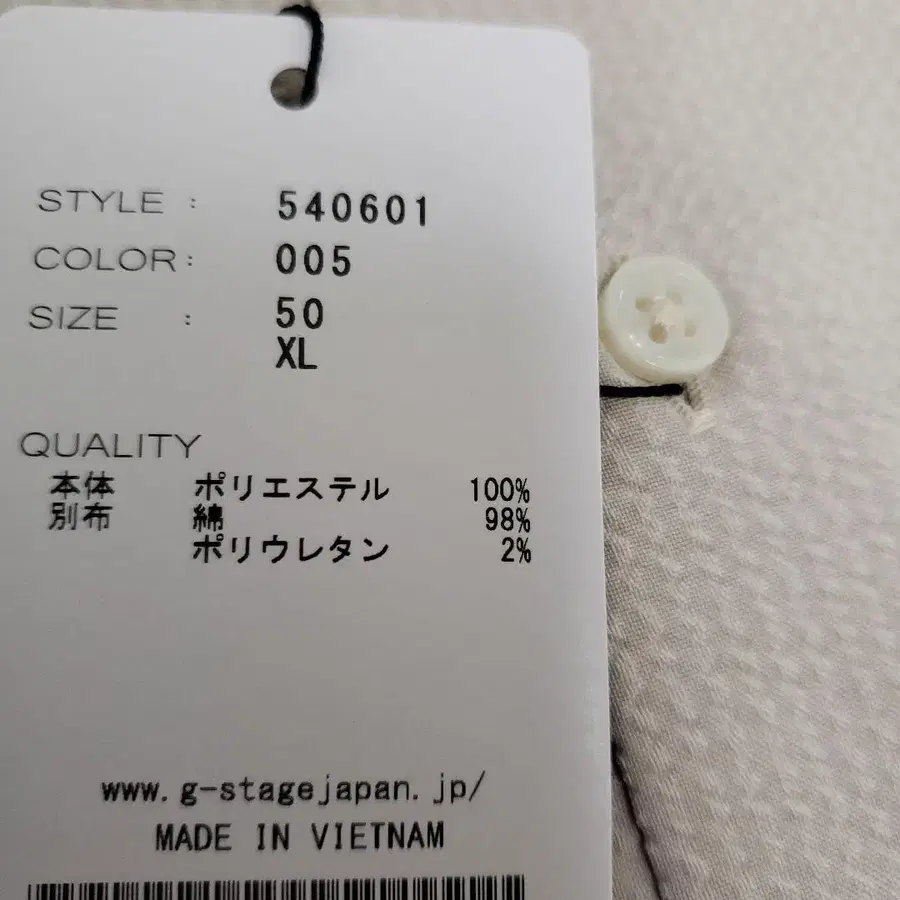 STYLE : 540601
COLOR: 005
SIZE : 50
XL
QUALITY
本体 ポリエステル 100%
別布 綿 98%
ポリウレタン 2%
www.g-stagejapan.jp/
MADE IN VIETNAM